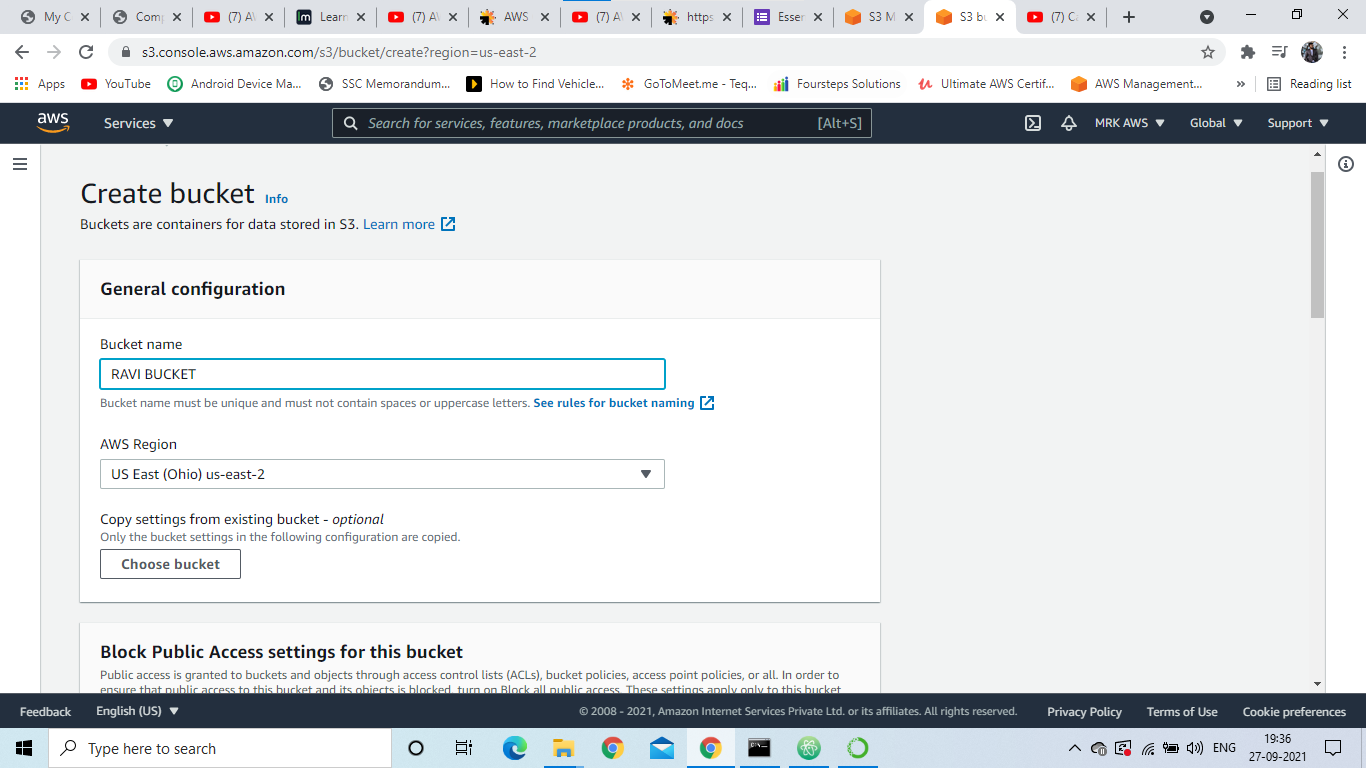 My C
Comp
(7) A
Learn
(7) A
AWS
(7) A
https
Esser
S3 M
S3 bu
(7) Ca
s3.console.aws.amazon.com/s3/bucket/create?region=us-east-2
Apps YouTube Android Device Ma... SSC Memorandum... How to Find Vehicle... GoToMeet.me - Teq... Foursteps Solutions Ultimate AWS Certif... AWS Management... » Reading list
aws Services Search for services, features, marketplace products, and docs [Alt+S] MRK AWS Global Support
Create bucket Info
Buckets are containers for data stored in S3. Learn more
General configuration
Bucket name
RAVI BUCKET
Bucket name must be unique and must not contain spaces or uppercase letters. See rules for bucket naming
AWS Region
US East (Ohio) us-east-2
Copy settings from existing bucket - optional
Only the bucket settings in the following configuration are copied.
Choose bucket
Block Public Access settings for this bucket
Public access is granted to buckets and objects through access control lists (ACLs), bucket policies, access point policies, or all. In order to
ensure that public access to this bucket and its objects is blocked, turn on Block all public access. These settings apply only to this bucket
Feedback English (US) © 2008 - 2021, Amazon Internet Services Private Ltd. or its affiliates. All rights reserved. Privacy Policy Terms of Use Cookie preferences
Type here to search ENG 19:36
27-09-2021